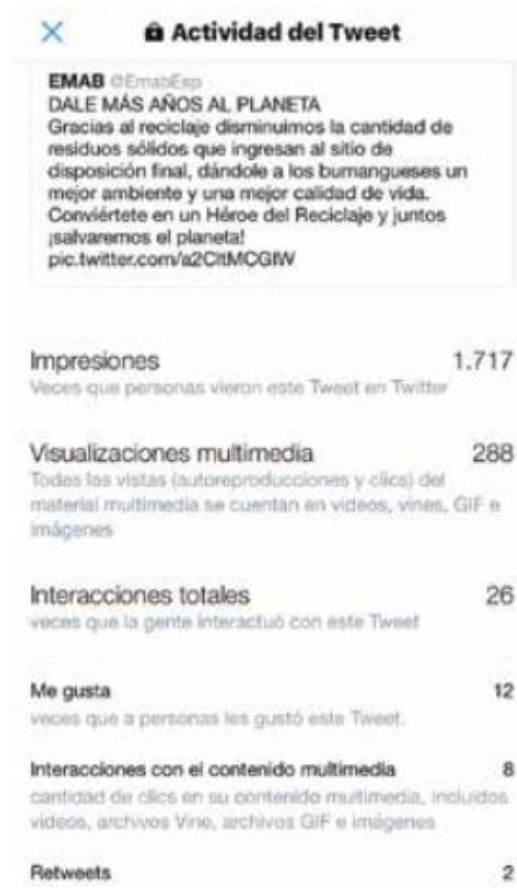 Actividad del Tweet
EMAB @EmabEsp
DALE MÁS AÑOS AL PLANETA
Gracias al reciclaje disminuimos la cantidad de
residuos sólidos que ingresan al sitio de
disposición final, dándole a los bumangueses un
mejor ambiente y una mejor calidad de vida.
Conviértete en un Héroe del Reciclaje y juntos
¡salvaremos el planeta!
pic.twitter.com/a2CltMCGIW
Impresiones 1.717
Veces que personas vieron este Tweet en Twitter
Visualizaciones multimedia 288
Todas las vistas (autoreproducciones y clics) del
material multimedia se cuentan en videos, vines, GIF e
imágenes
Interacciones totales 26
veces que la gente interactuó con este Tweet
Me gusta 12
veces que a personas les gustó este Tweet.
Interacciones con el contenido multimedia 8
cantidad de clics en su contenido multimedia, incluidos
videos, archivos Vine, archivos GIF e imágenes
Retweets 2